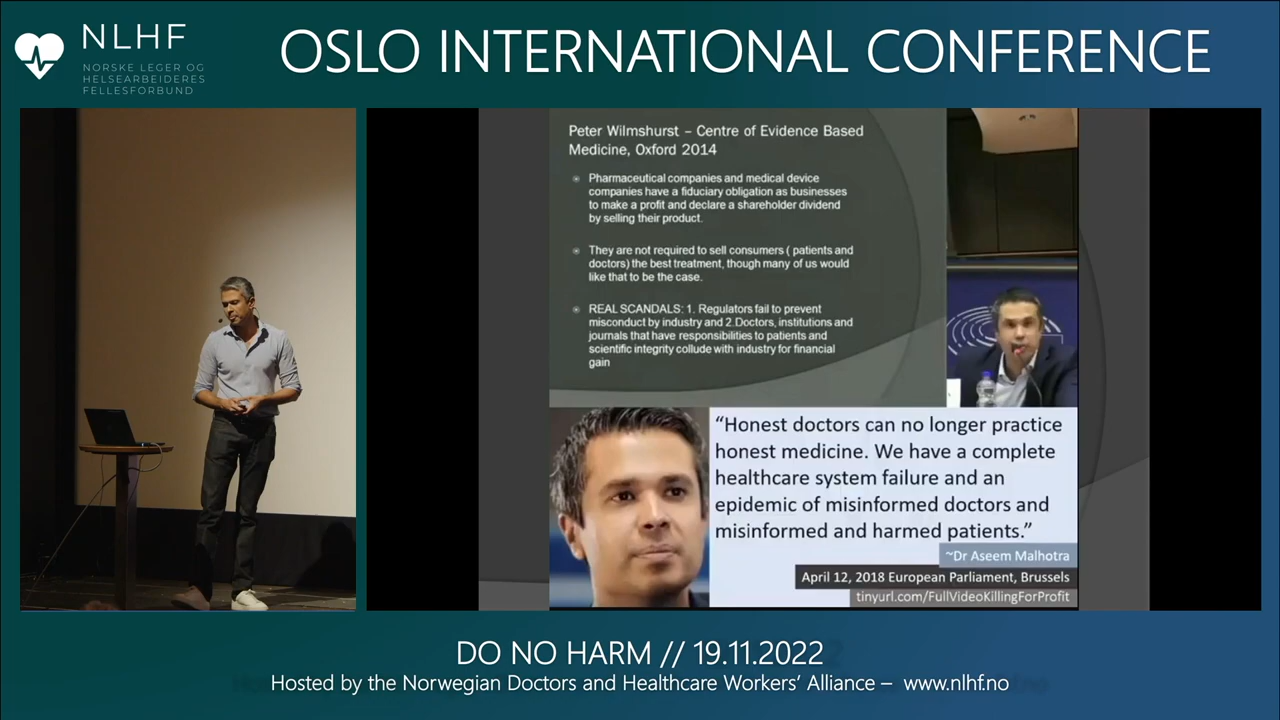 NLHF
NORSKE LEGER OG
HELSEARBEIDERES
FELLESFORBUND
OSLO INTERNATIONAL CONFERENCE
Peter Wilmshurst – Centre of Evidence Based
Medicine, Oxford 2014
Pharmaceutical companies and medical device
companies have a fiduciary obligation as businesses
to make a profit and declare a shareholder dividend
by selling their product.
They are not required to sell consumers ( patients and
doctors) the best treatment, though many of us would
like that to be the case.
REAL SCANDALS: 1. Regulators fail to prevent
misconduct by industry and 2.Doctors, institutions and
journals that have responsibilities to patients and
scientific integrity collude with industry for financial
gain
“Honest doctors can no longer practice
honest medicine. We have a complete
healthcare system failure and an
epidemic of misinformed doctors and
misinformed and harmed patients.”
~Dr Aseem Malhotra
April 12, 2018 European Parliament, Brussels
tinyurl.com/FullVideoKillingForProfit
DO NO HARM // 19.11.2022
Hosted by the Norwegian Doctors and Healthcare Workers’ Alliance – www.nlhf.no